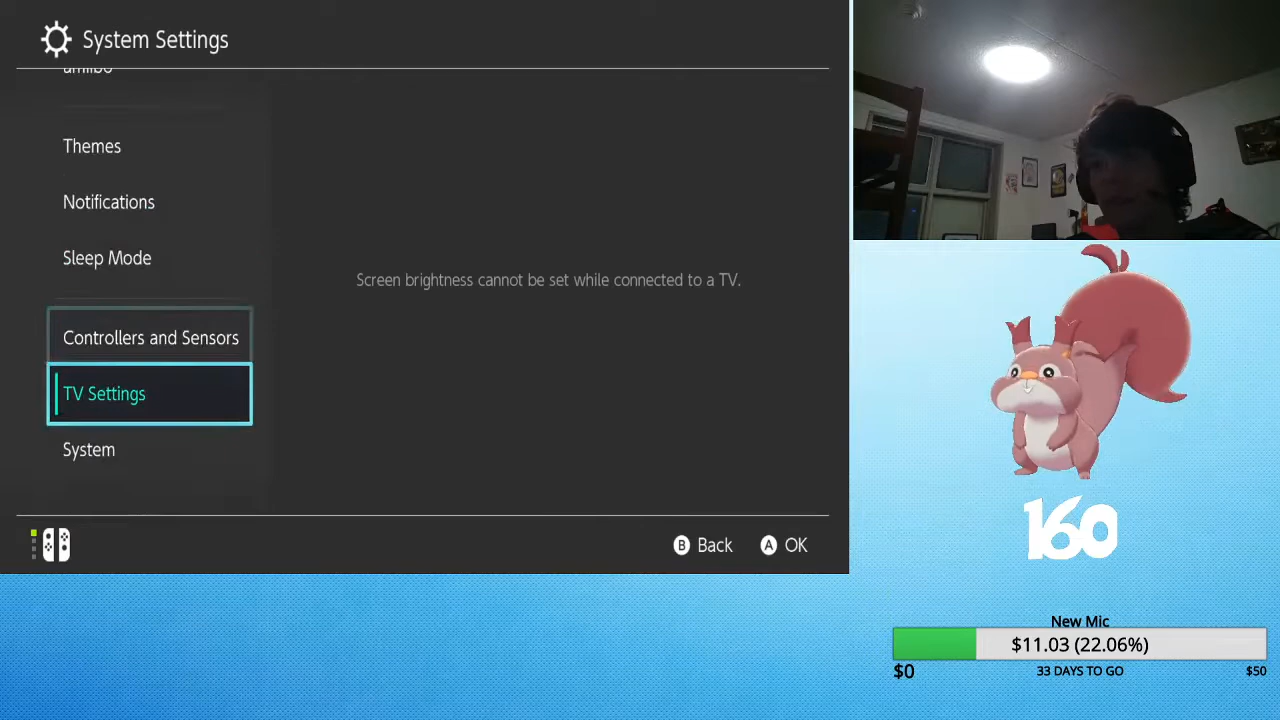 System Settings
amiibo
Themes
Notifications
Sleep Mode
Controllers and Sensors
TV Settings
System
Screen brightness cannot be set while connected to a TV.
B Back
A OK
160
New Mic
$11.03 (22.06%)
$0
33 DAYS TO GO
$50